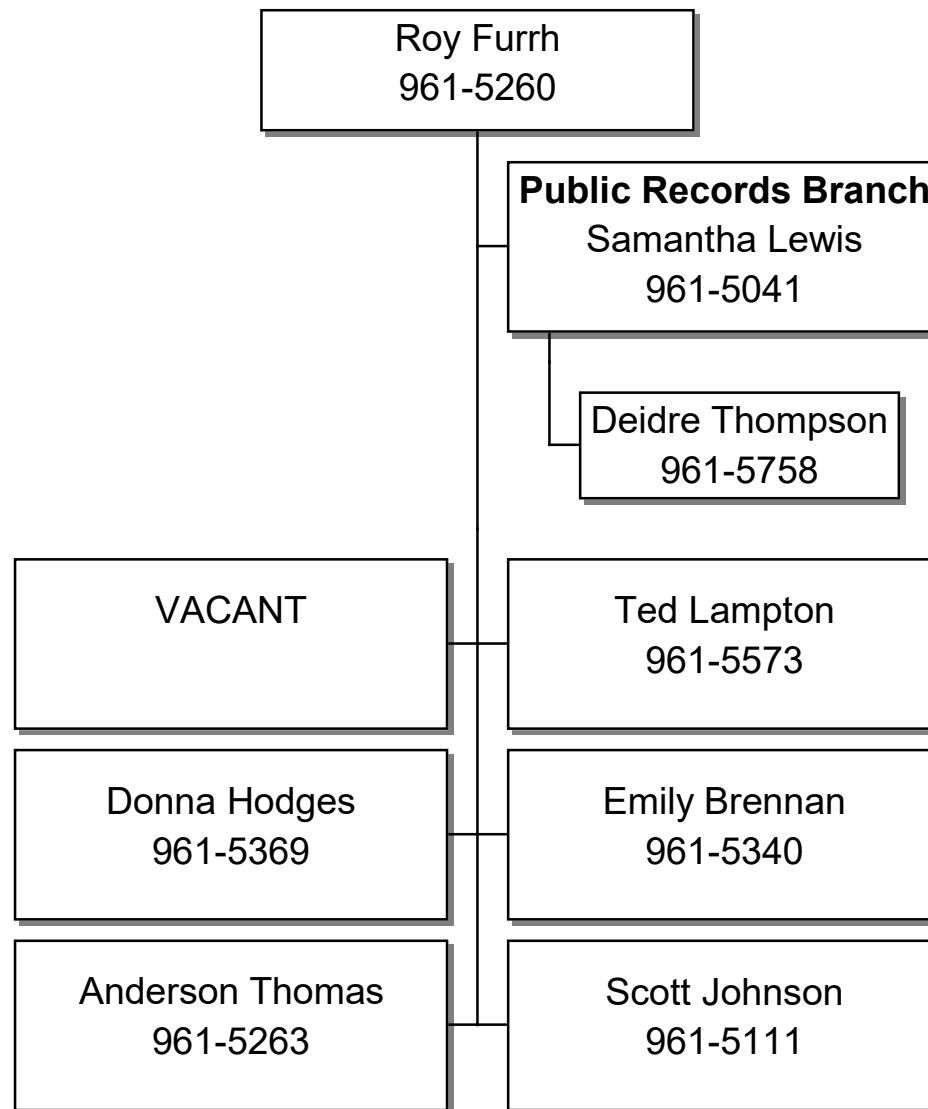 Roy Furrh
961-5260
Public Records Branch
Samantha Lewis
961-5041
Deidre Thompson
961-5758
VACANT
Ted Lampton
961-5573
Donna Hodges
961-5369
Emily Brennan
961-5340
Anderson Thomas
961-5263
Scott Johnson
961-5111